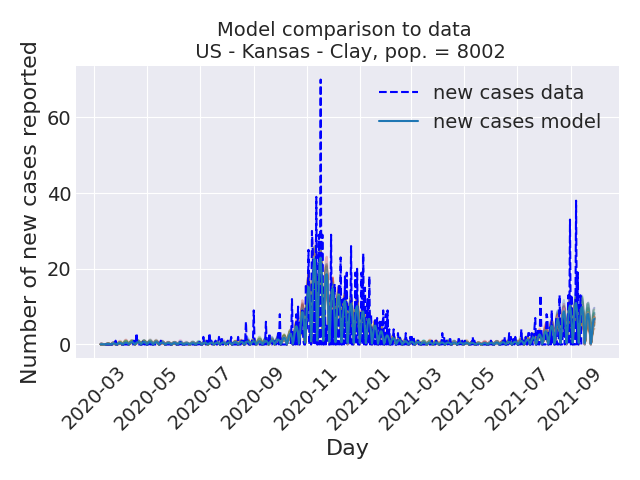 Model comparison to data
US - Kansas - Clay, pop. = 8002
Number of new cases reported
60
40
20
0
new cases data
new cases model
2020-03
2020-05
2020-07
2020-09
2020-11
2021-01
2021-03
2021-05
2021-07
2021-09
Day